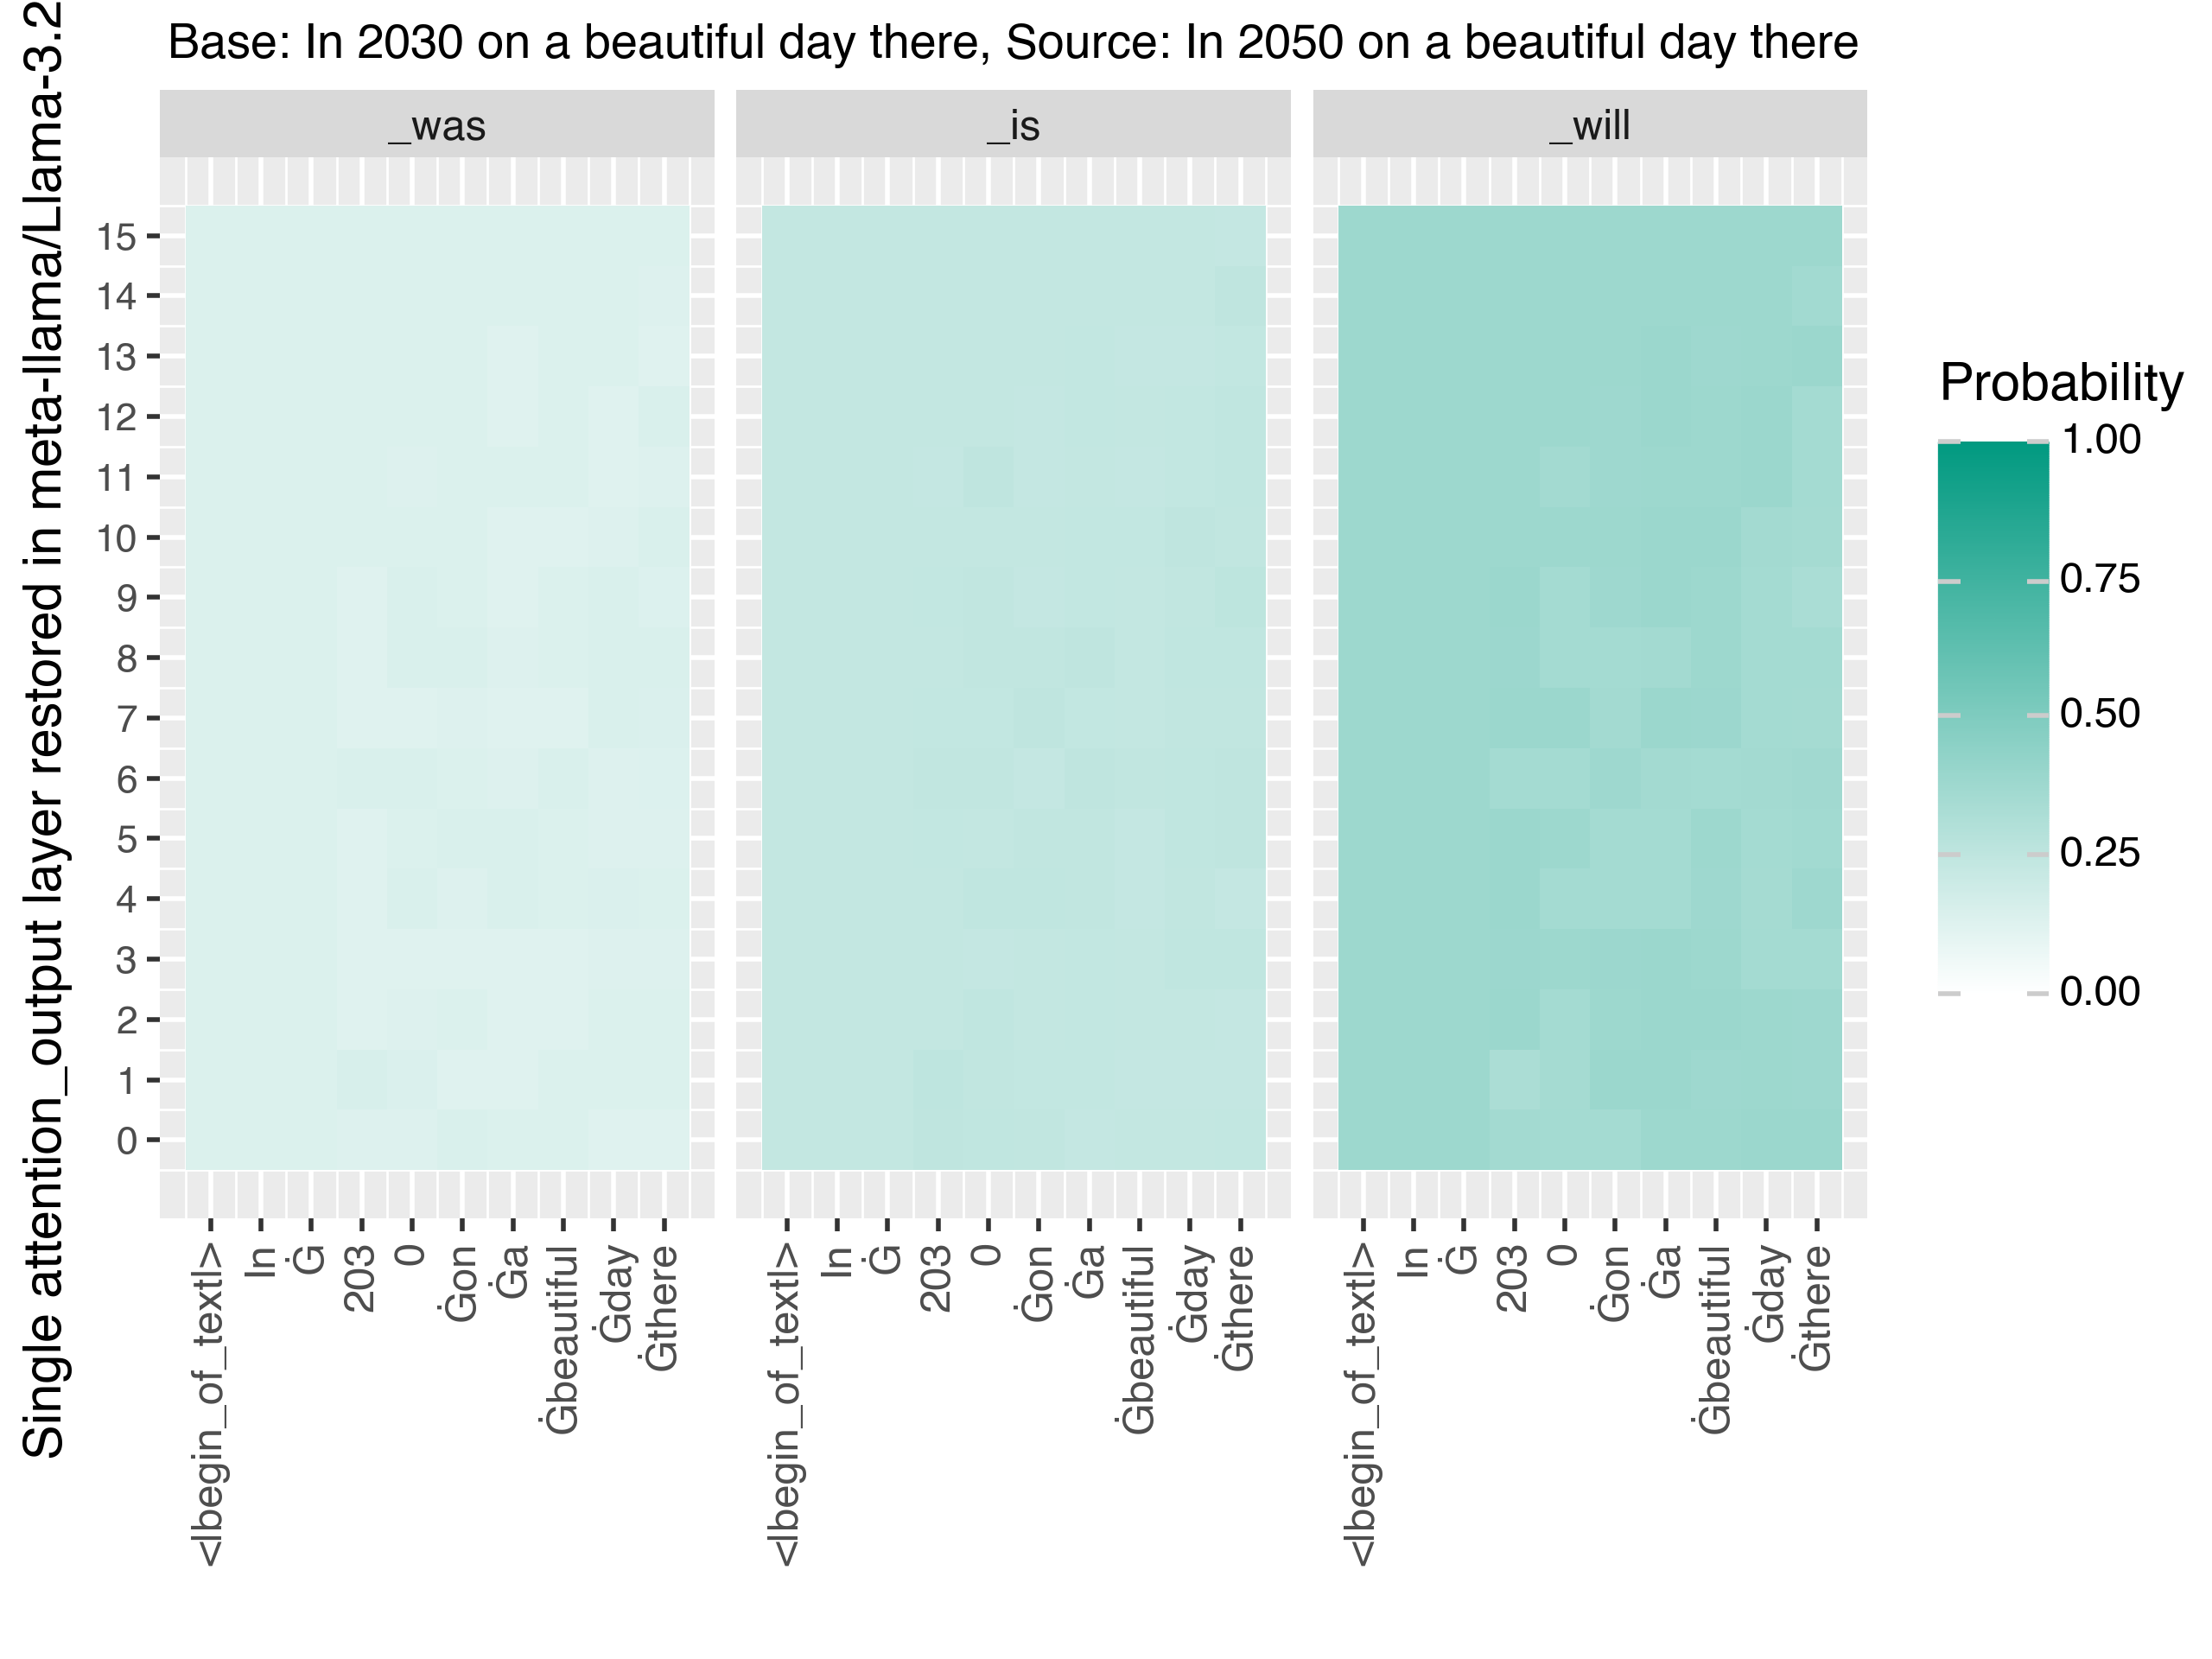 Base: In 2030 on a beautiful day there, Source: In 2050 on a beautiful day there
Single attention_output layer restored in meta-llama/Llama-3.2
_was
_is
_will
15
14
13
12
11
10
9
8
7
6
5
4
3
2
1
0
<|begin_of_text|>
In
Ġ
203
0
Ġon
Ġa
Ġbeautiful
Ġday
Ġthere
<|begin_of_text|>
In
Ġ
203
0
Ġon
Ġa
Ġbeautiful
Ġday
Ġthere
<|begin_of_text|>
In
Ġ
203
0
Ġon
Ġa
Ġbeautiful
Ġday
Ġthere
Probability
1.00
0.75
0.50
0.25
0.00